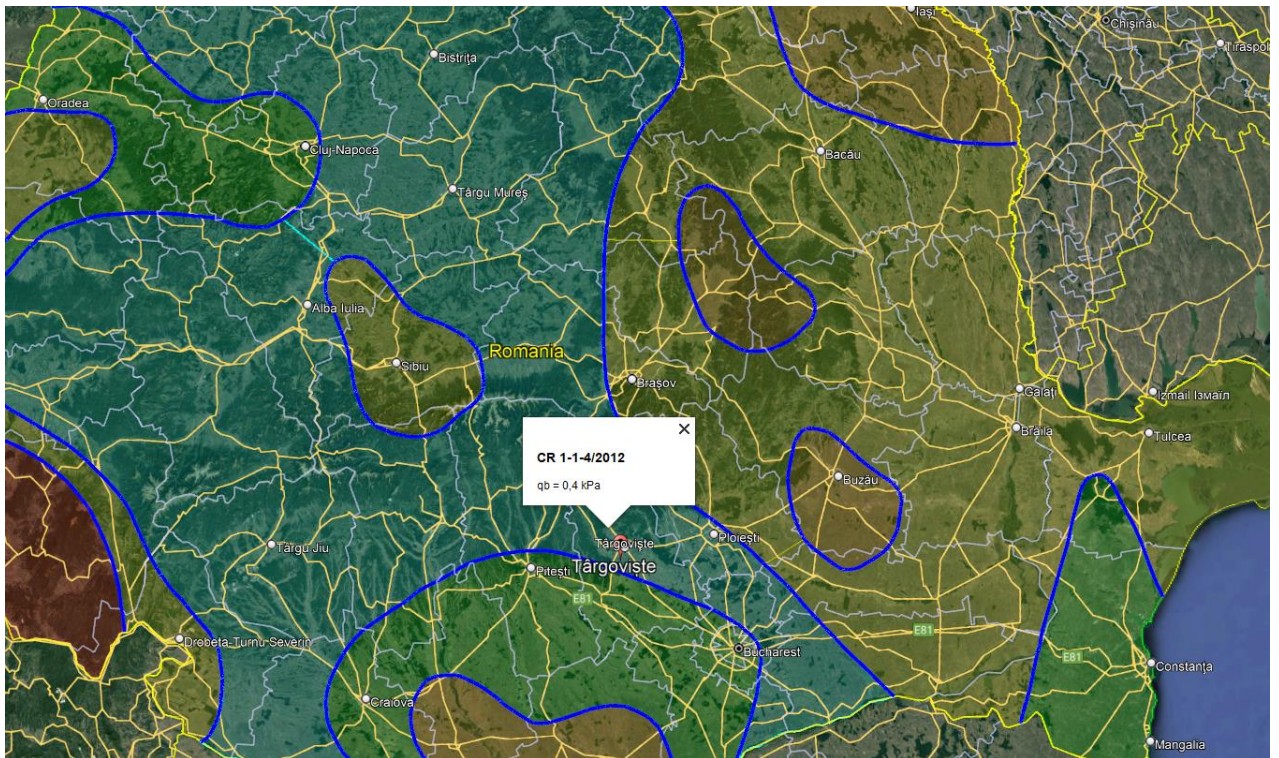 Iași
Chișinău
Tiraspol
Bistrița
Oradea
Cluj-Napoca
Bacău
Târgu Mureș
Alba Iulia
Romania
Sibiu
Brașov
Galați
Izmail Ізмаїл
Brăila
Tulcea
CR 1-1-4/2012
qb = 0,4 kPa
Buzău
Târgu Jiu
Târgoviște
Ploiești
Pitești
Târgoviște
E81
E81
Drobeta-Turnu Severin
Bucharest
E81
Constanța
Craiova
Mangalia